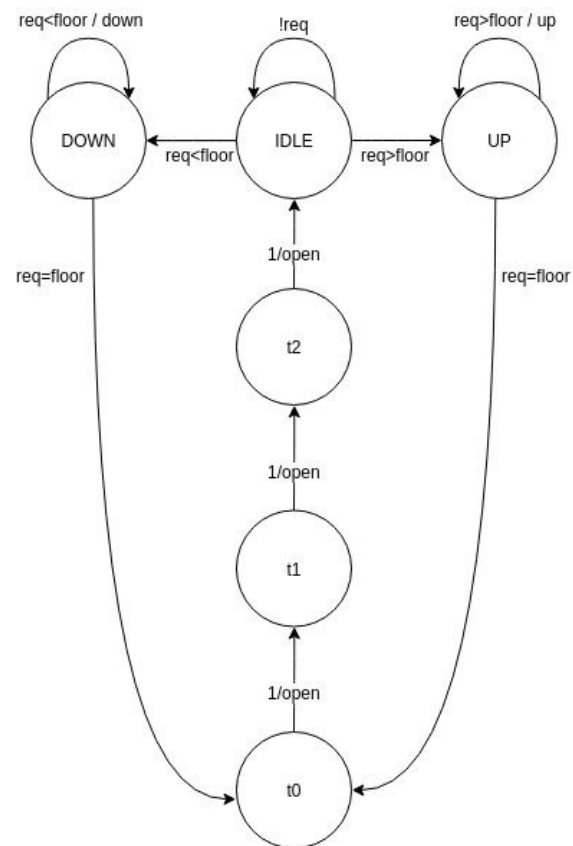 req<floor / down
!req
req>floor / up
DOWN
IDLE
UP
req<floor
req>floor
req=floor
1/open
req=floor
t2
1/open
t1
1/open
t0